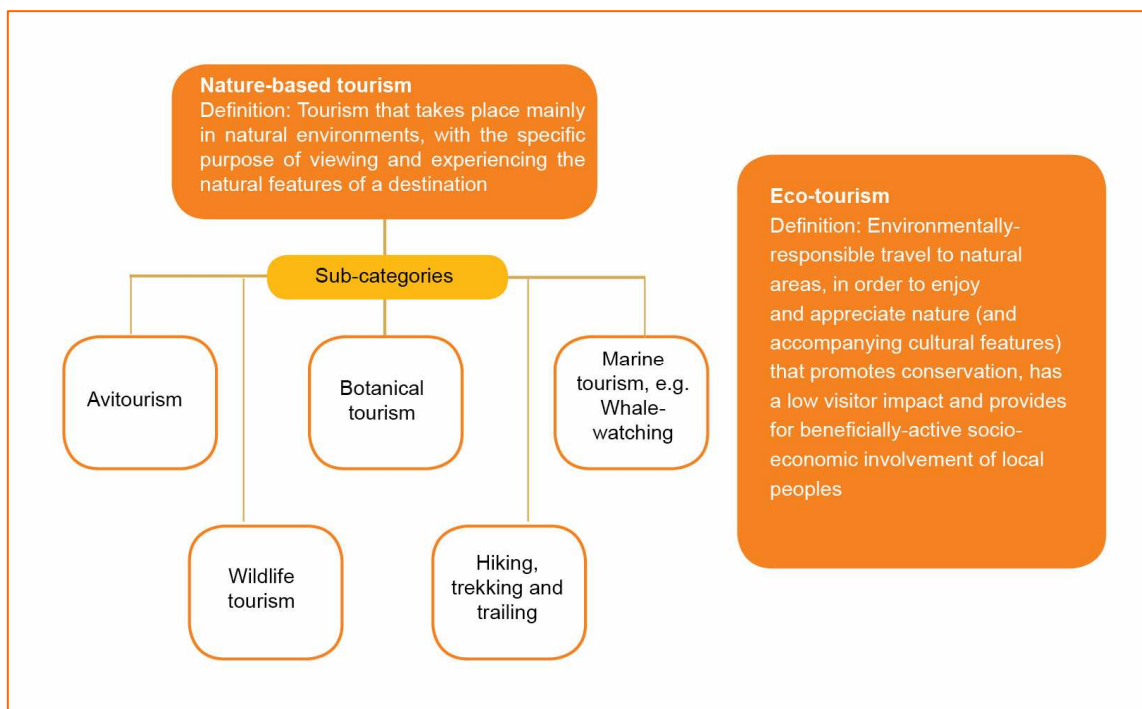 Nature-based tourism
Definition: Tourism that takes place mainly
in natural environments, with the specific
purpose of viewing and experiencing the
natural features of a destination
Sub-categories
Avitourism
Botanical
tourism
Marine
tourism, e.g.
Whale-
watching
Wildlife
tourism
Hiking,
trekking and
trailing
Eco-tourism
Definition: Environmentally-
responsible travel to natural
areas, in order to enjoy
and appreciate nature (and
accompanying cultural features)
that promotes conservation, has
a low visitor impact and provides
for beneficially-active socio-
economic involvement of local
peoples